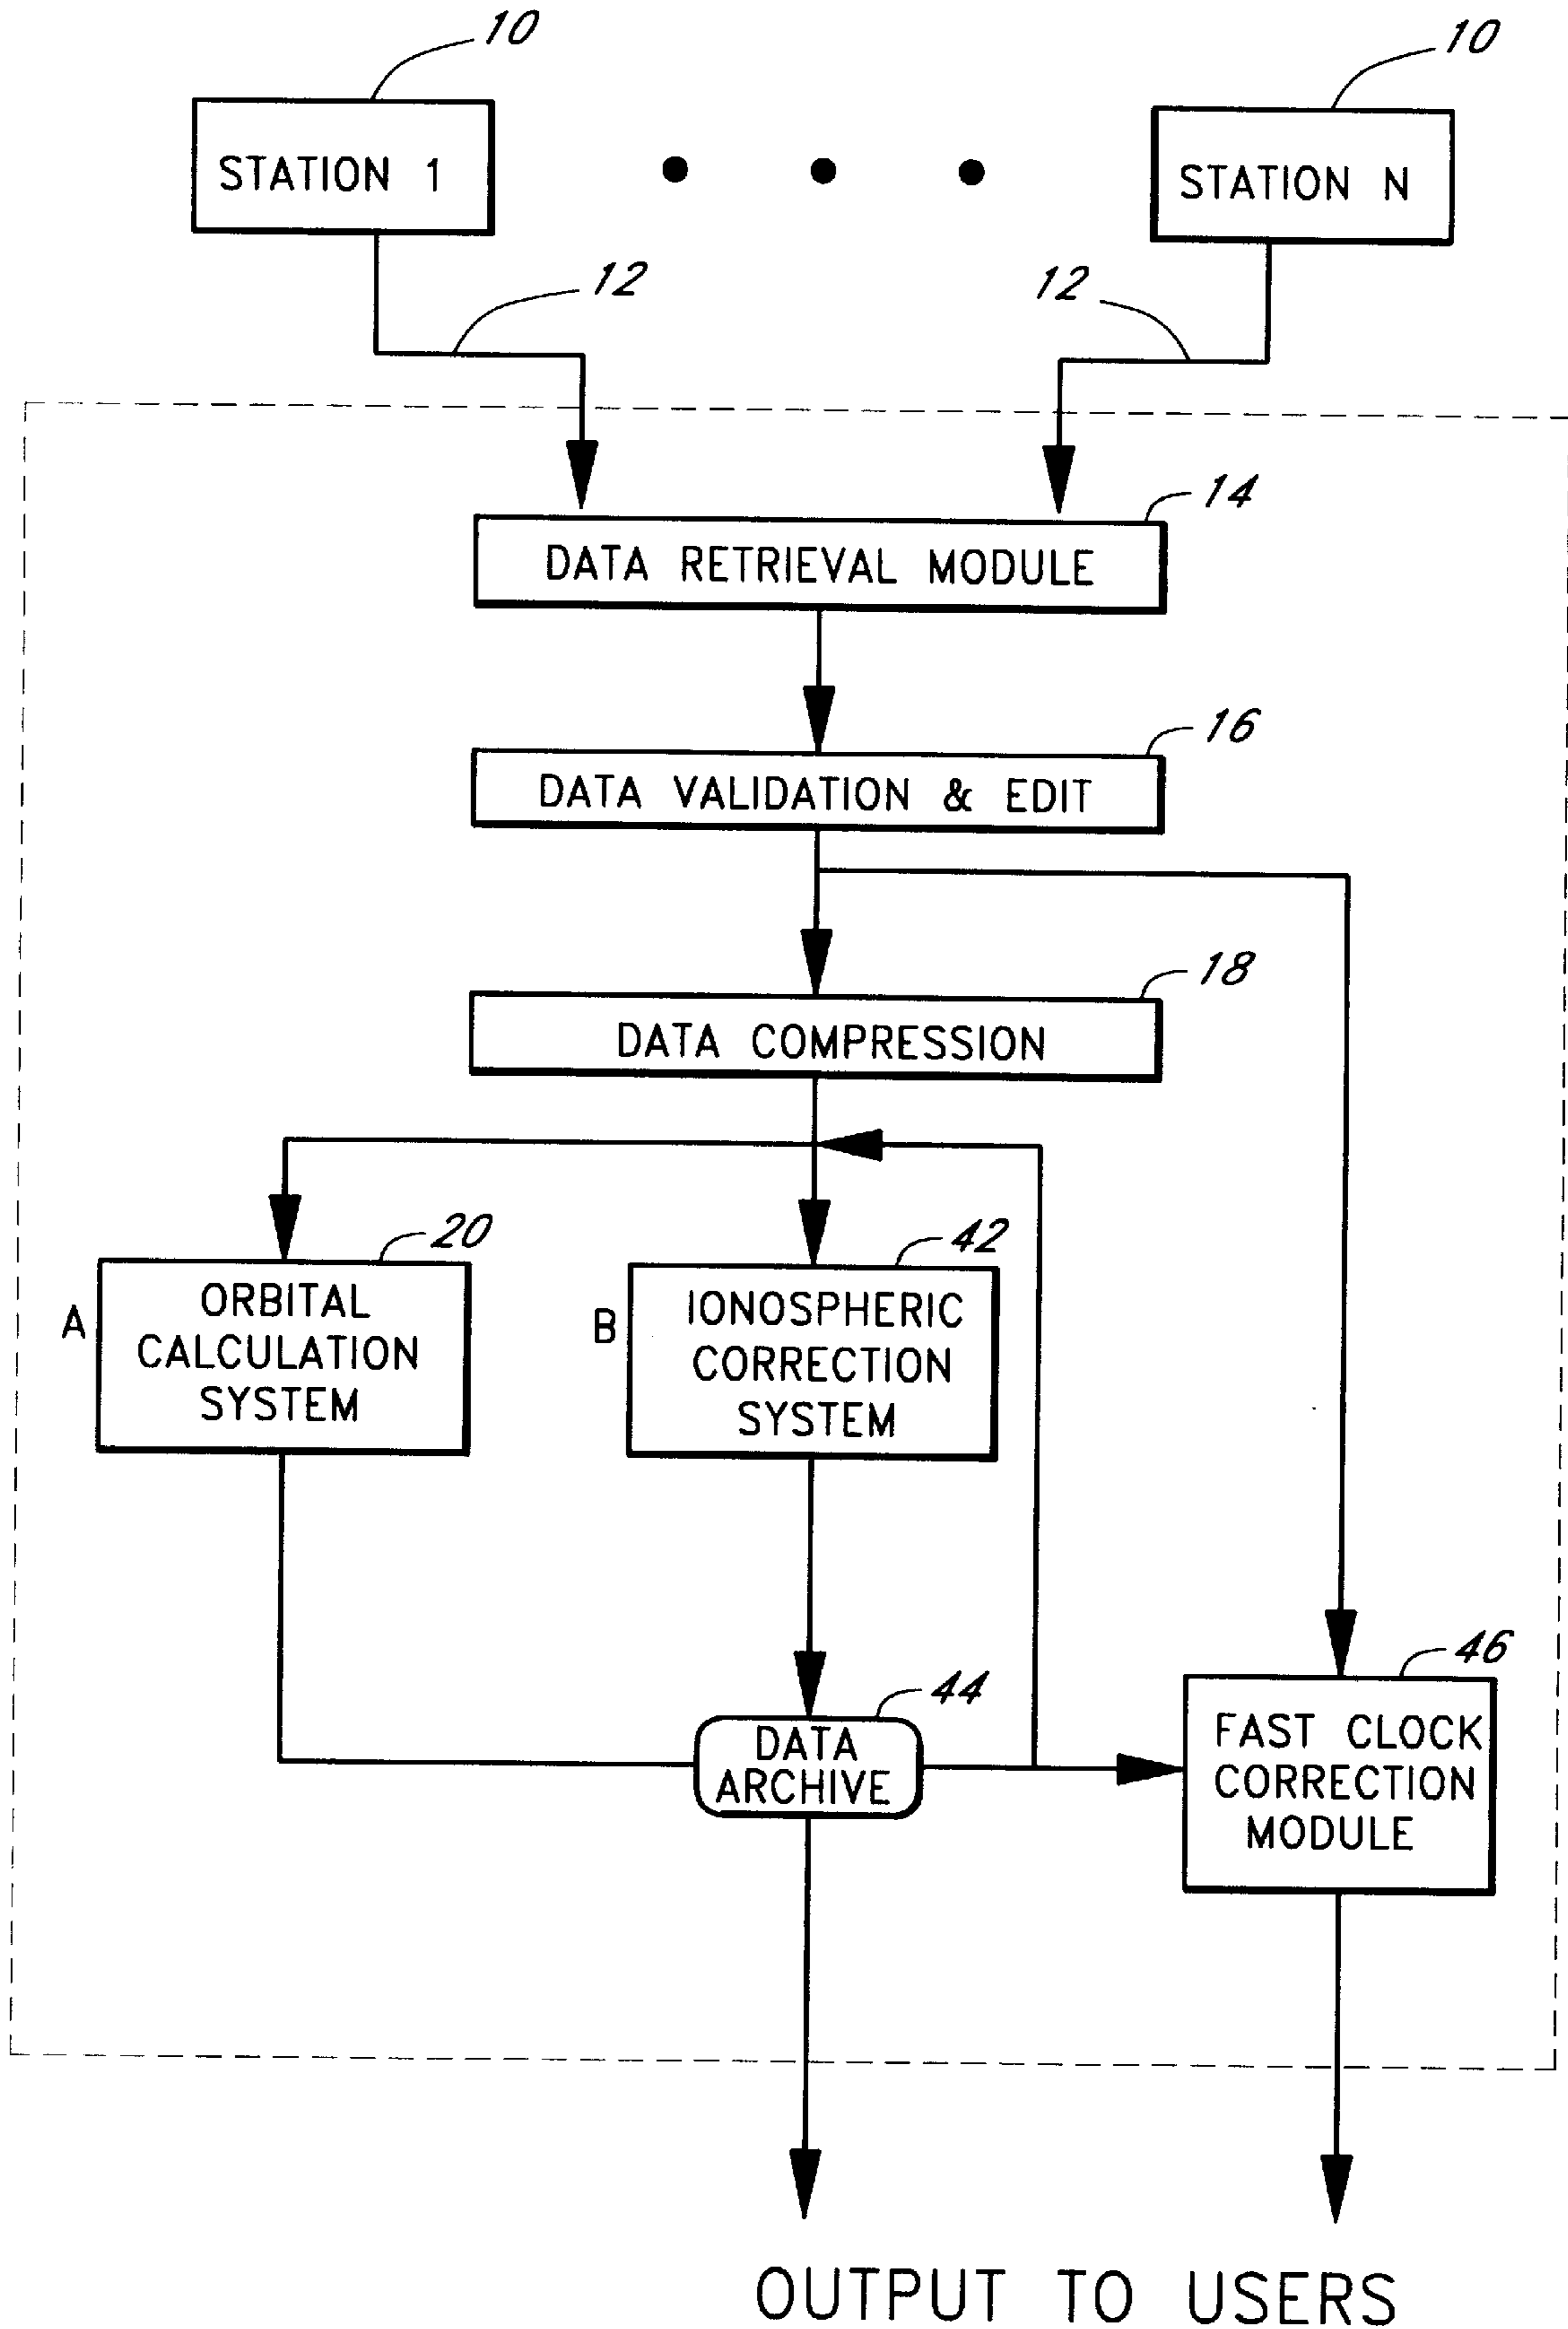 10
10
STATION 1
STATION N
12
12
14
DATA RETRIEVAL MODULE
16
DATA VALIDATION & EDIT
18
DATA COMPRESSION
20
42
A
ORBITAL
CALCULATION
SYSTEM
B
IONOSPHERIC
CORRECTION
SYSTEM
44
DATA
ARCHIVE
46
FAST CLOCK
CORRECTION
MODULE
OUTPUT TO USERS